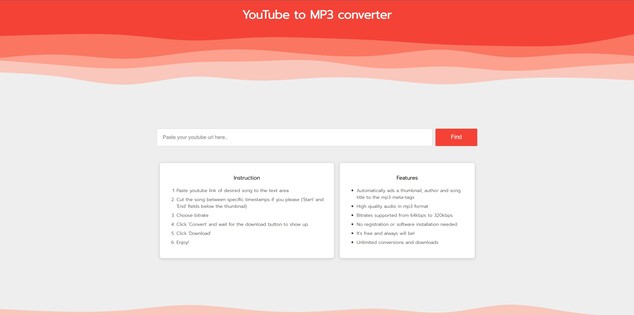 YouTube to MP3 converter
Paste your youtube url here..
Find
Instruction
1. Paste youtube link of desired song to the text area
2. Cut the song between specific timestamps if you please ('Start' and
'End' fields below the thumbnail)
3. Choose bitrate
4. Click 'Convert' and wait for the download button to show up
5. Click 'Download'
6. Enjoy!
Features
Automatically ads a thumbnail, author and song
title to the mp3 meta-tags
High quality audio in mp3 format
Bitrates supported from 64kbps to 320kbps
No registration or software installation needed
It's free and always will be!
Unlimited conversions and downloads